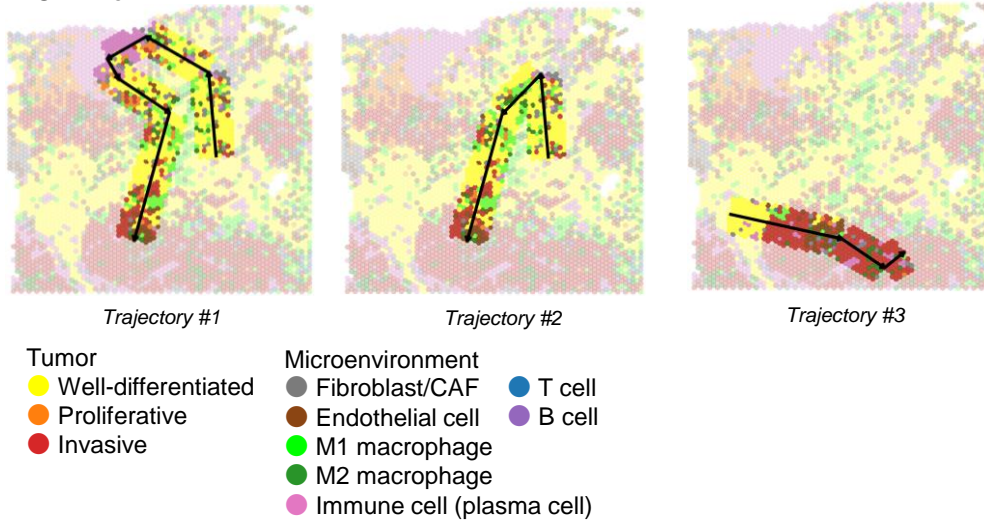 Trajectory #1
Trajectory #2
Trajectory #3
Tumor
Well-differentiated
Proliferative
Invasive
Microenvironment
Fibroblast/CAF
Endothelial cell
M1 macrophage
M2 macrophage
Immune cell (plasma cell)
T cell
B cell